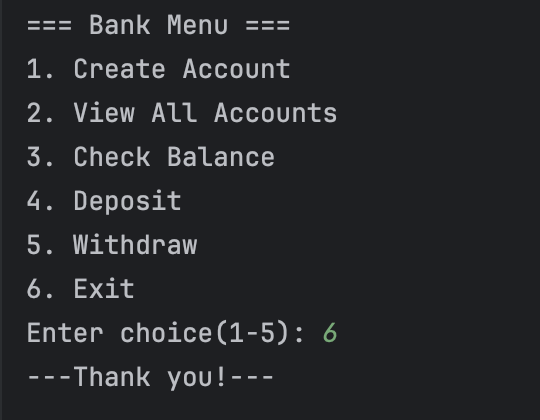 === Bank Menu ===
1. Create Account
2. View All Accounts
3. Check Balance
4. Deposit
5. Withdraw
6. Exit
Enter choice(1-5): 6
---Thank you!---